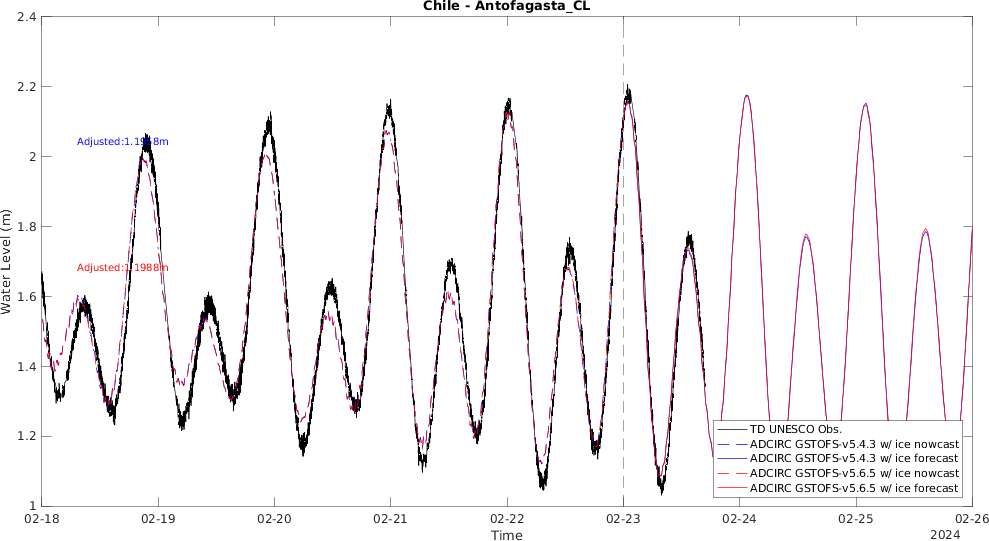 Chile - Antofagasta_CL
2.4
2.2
2
1.8
1.6
1.4
1.2
1
Water Level (m)
Adjusted:1.1968m
Adjusted:1.1988m
TD UNESCO Obs.
ADCIRC GSTOFS-v5.4.3 w/ ice nowcast
ADCIRC GSTOFS-v5.4.3 w/ ice forecast
ADCIRC GSTOFS-v5.6.5 w/ ice nowcast
ADCIRC GSTOFS-v5.6.5 w/ ice forecast
02-18 02-19 02-20 02-21 02-22 02-23 02-24 02-25 02-26
Time
2024